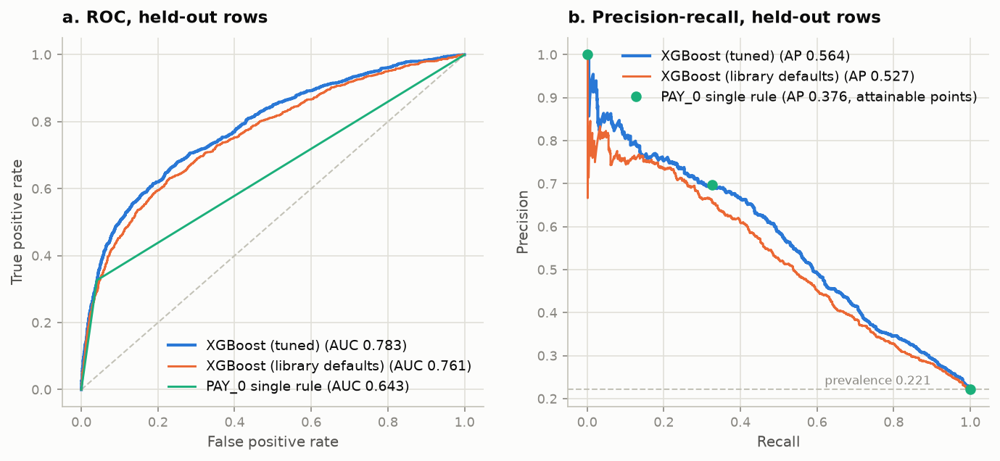 a. ROC, held-out rows
True positive rate
1.0
0.8
0.6
0.4
0.2
0.0
XGBoost (tuned) (AUC 0.783)
XGBoost (library defaults) (AUC 0.761)
PAY_0 single rule (AUC 0.643)
0.0 0.2 0.4 0.6 0.8 1.0
False positive rate
b. Precision-recall, held-out rows
Precision
1.0
0.9
0.8
0.7
0.6
0.5
0.4
0.3
0.2
XGBoost (tuned) (AP 0.564)
XGBoost (library defaults) (AP 0.527)
PAY_0 single rule (AP 0.376, attainable points)
prevalence 0.221
0.0 0.2 0.4 0.6 0.8 1.0
Recall